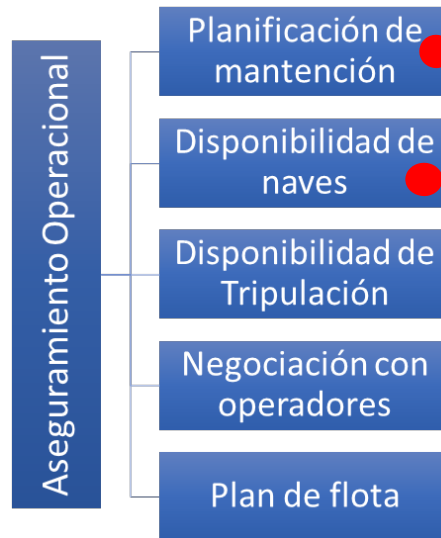 Aseguramiento Operacional
Planificación de
mantención
Disponibilidad de
naves
Disponibilidad de
Tripulación
Negociación con
operadores
Plan de flota